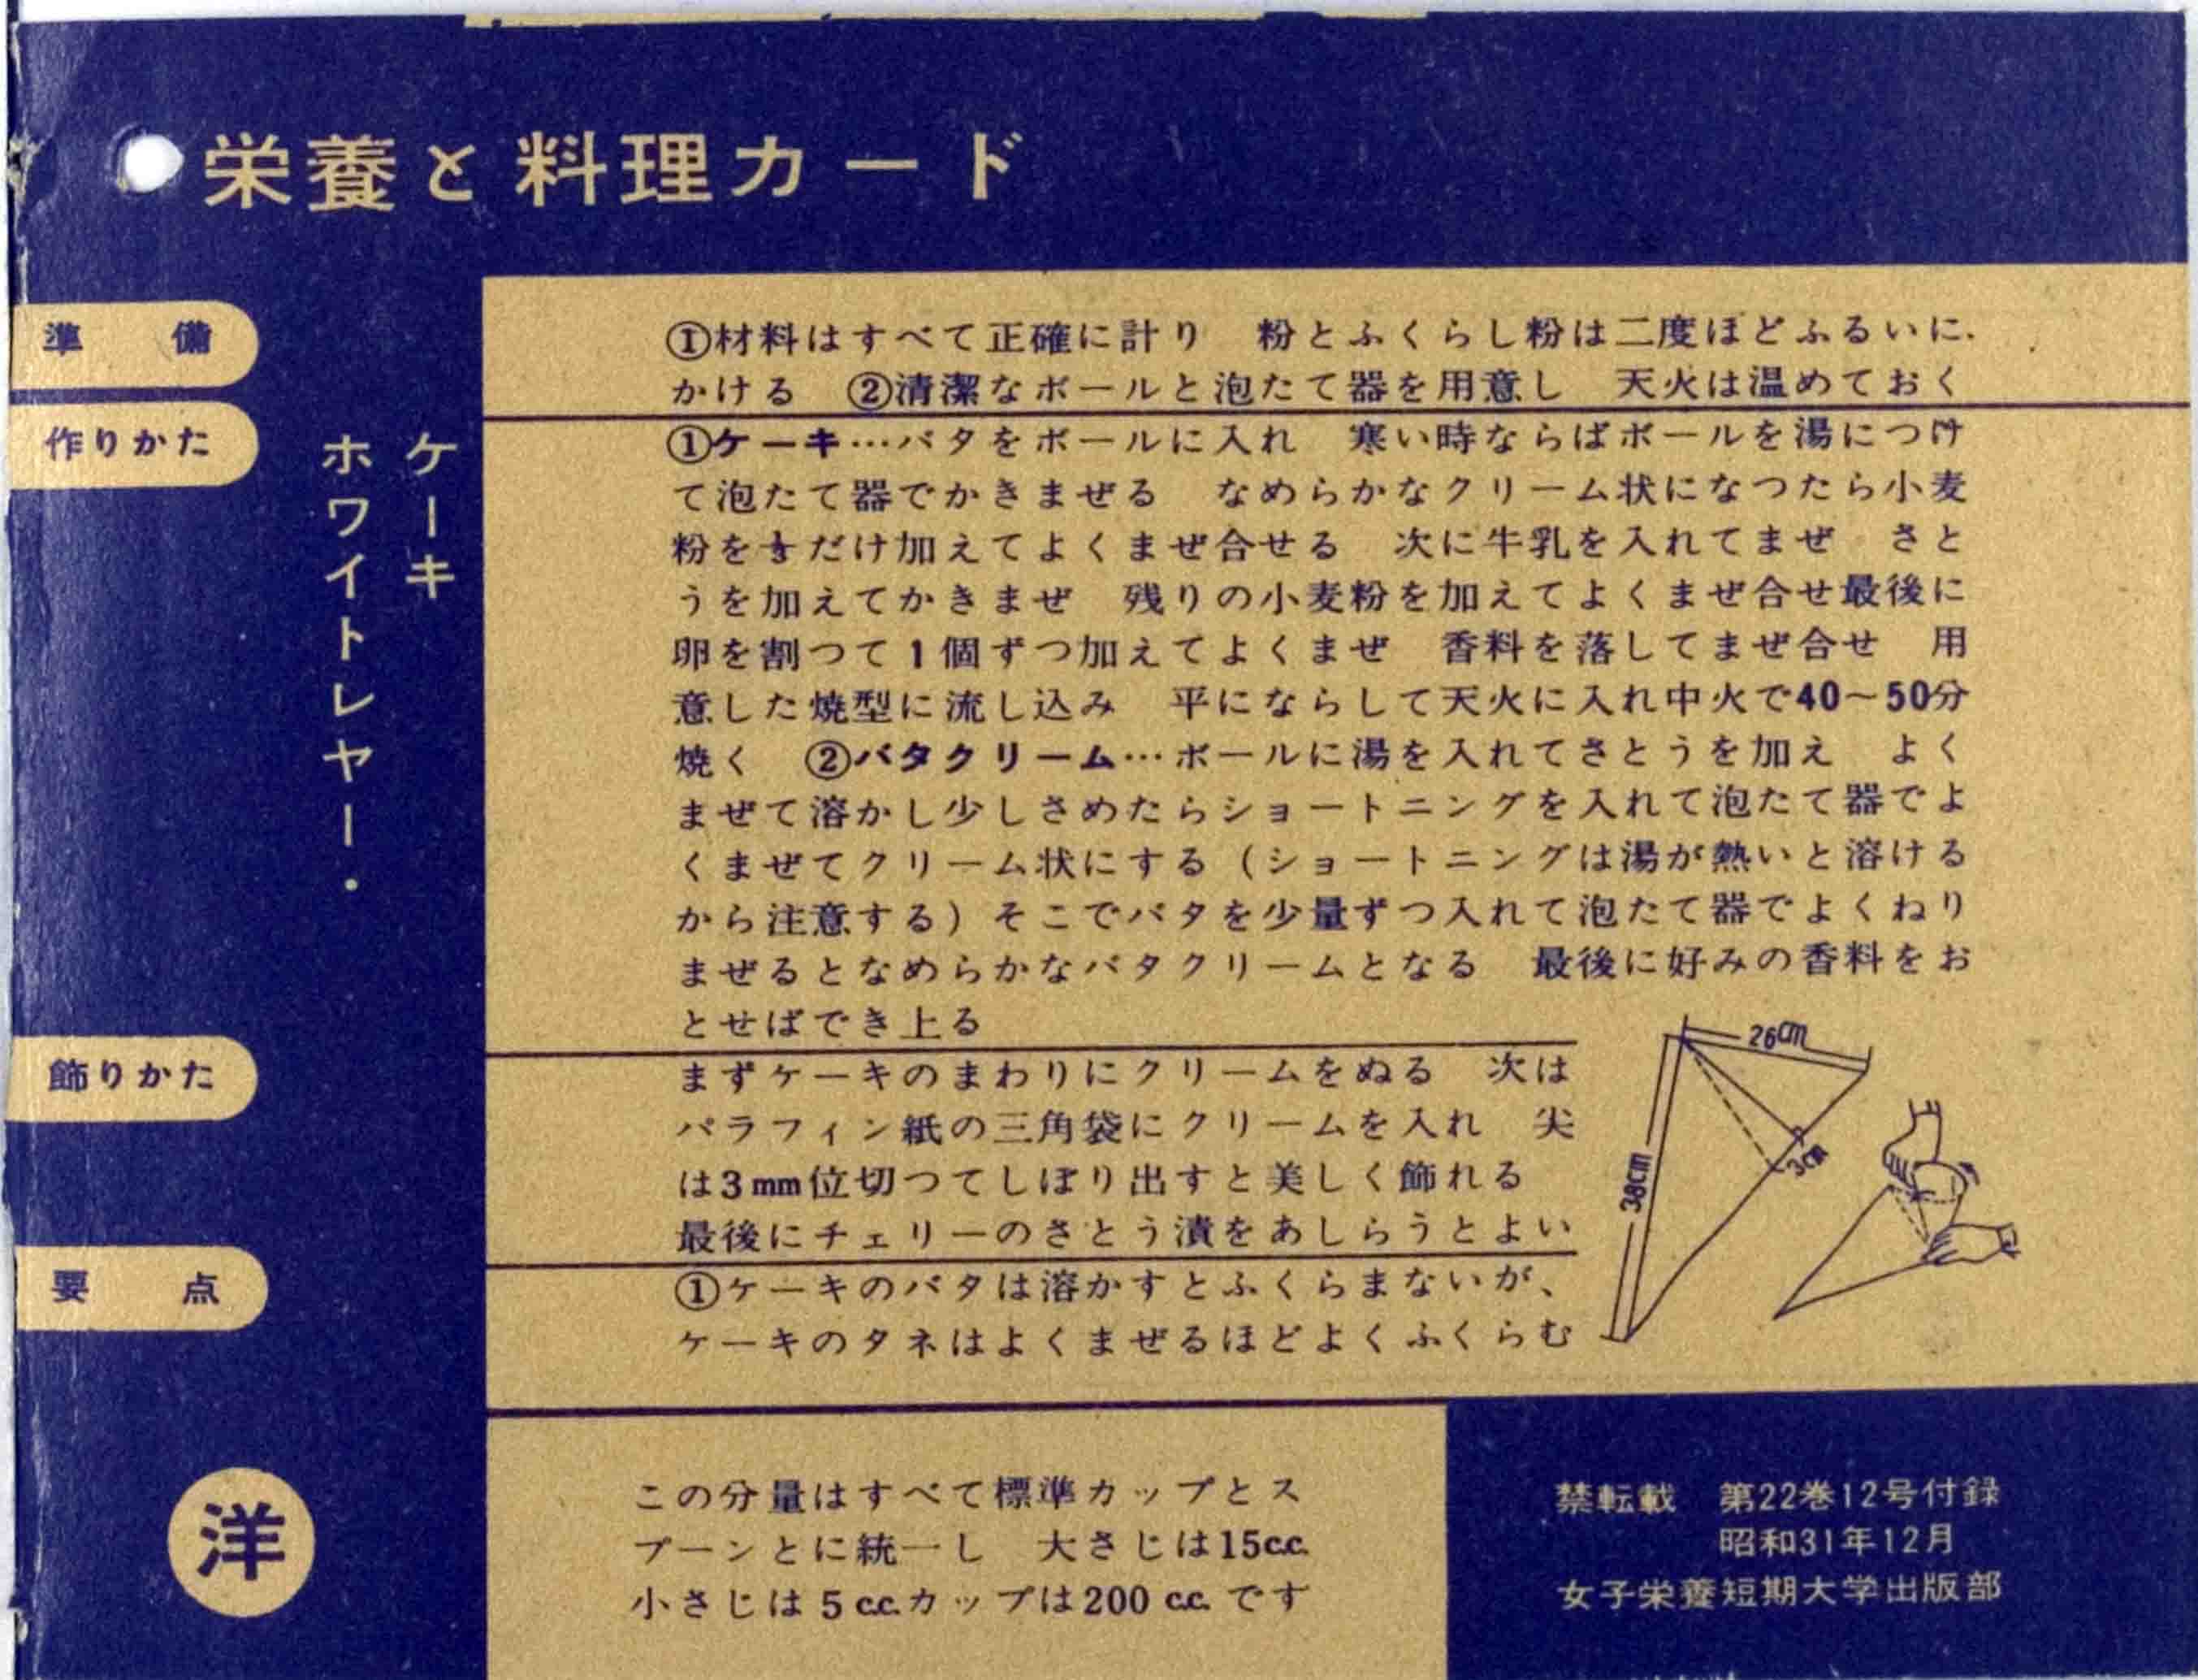 栄養と料理カード
ホワイトレヤー・
ケーキ
準備
①材料はすべて正確に計り　粉とふくらし粉は二度ほどふるいに
かける　②清潔なボールと泡たて器を用意し　天火は温めておく
作りかた
①ケーキ…バタをボールに入れ　寒い時ならばボールを湯につけ
て泡たて器でかきまぜる　なめらかなクリーム状になつたら小麦
粉をだけ加えてよくまぜ合せる　次に牛乳を入れてまぜ　さと
うを加えてかきまぜ　残りの小麦粉を加えてよくまぜ合せ最後に
卵を割つて1個ずつ加えてよくまぜ　香料を落してまぜ合せ　用
意した焼型に流し込み　平にならして天火に入れ中火で40～50分
焼く　②バタクリーム…ボールに湯を入れてさとうを加え　よく
まぜて溶かし少しさめたらショートニングを入れて泡たて器でよ
くまぜてクリーム状にする（ショートニングは湯が熱いと溶ける
から注意する）そこでバタを少量ずつ入れて泡たて器でよくねり
まぜるとなめらかなバタクリームとなる　最後に好みの香料をお
とせばでき上る
飾りかた
まずケーキのまわりにクリームをぬる　次は
パラフィン紙の三角袋にクリームを入れ　尖
は3mm位切つてしぼり出すと美しく飾れる
最後にチェリーのさとう漬をあしらうとよい
26cm
3cm
38cm
要点
①ケーキのバタは溶かすとふくらまないが、
ケーキのタネはよくまぜるほどよくふくらむ
洋
この分量はすべて標準カップとス
プーンとに統一し　大さじは15c.c.
小さじは5c.c.カップは200 c.c.です
禁転載　第22巻12号付録
昭和31年12月
女子栄養短期大学出版部